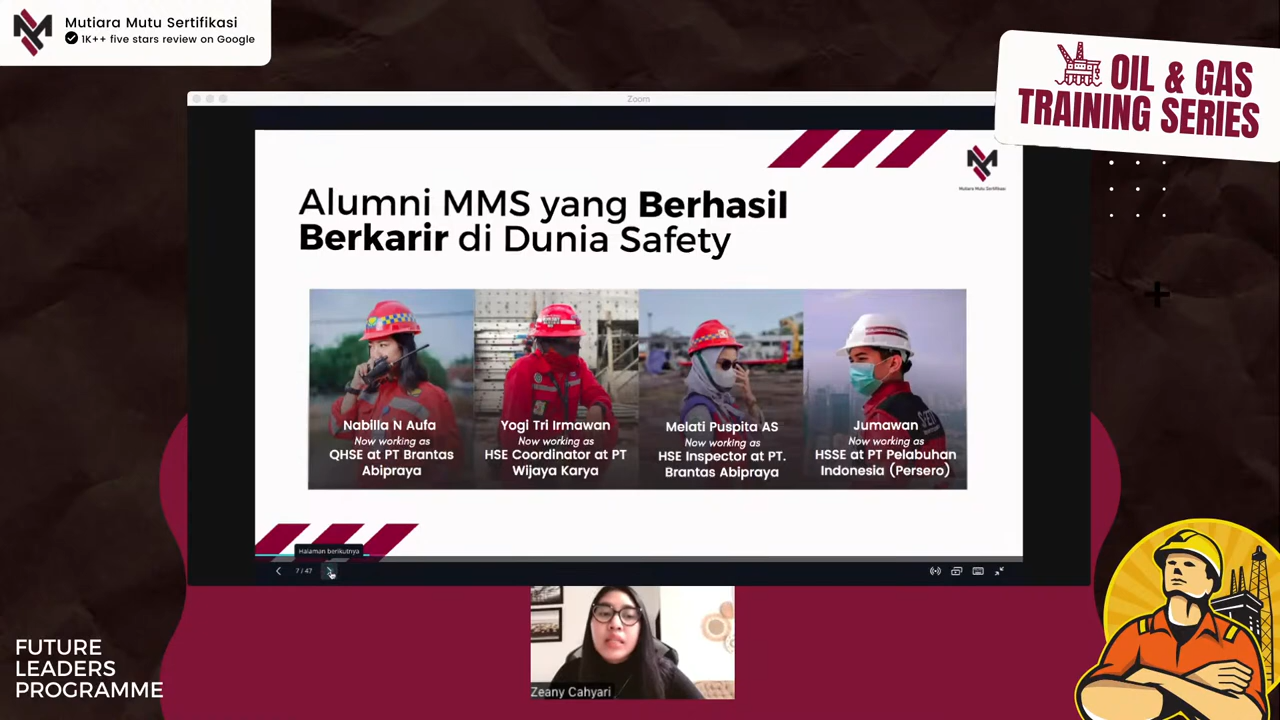 Mutiara Mutu Sertifikasi
1K++ five stars review on Google
OIL & GAS
TRAINING SERIES
Zoom
Mutiara Mutu Sertifikasi
Alumni MMS yang Berhasil
Berkarir di Dunia Safety
Nabilla N Aufa
Now working as
QHSE at PT Brantas
Abipraya
Yogi Tri Irmawan
Now working as
HSE Coordinator at PT
Wijaya Karya
Melati Puspita AS
Now working as
HSE Inspector at PT.
Brantas Abipraya
Jumawan
Now working as
HSSE at PT Pelabuhan
Indonesia (Persero)
Halaman berikutnya
7 / 47
Zeany Cahyari
FUTURE
LEADERS
PROGRAMME